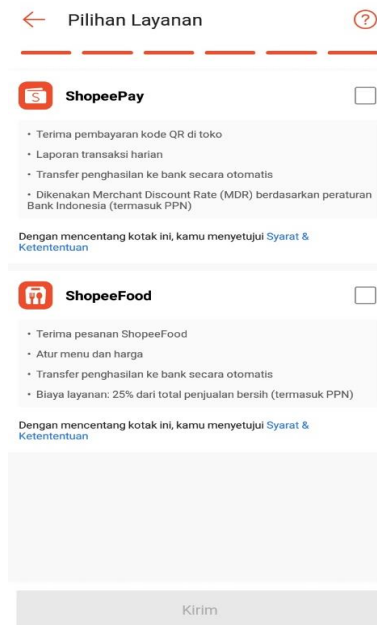 Pilihan Layanan
?
S
ShopeePay
• Terima pembayaran kode QR di toko
• Laporan transaksi harian
• Transfer penghasilan ke bank secara otomatis
• Dikenakan Merchant Discount Rate (MDR) berdasarkan peraturan
Bank Indonesia (termasuk PPN)
Dengan mencentang kotak ini, kamu menyetujui Syarat &
Ketententuan
ShopeeFood
• Terima pesanan ShopeeFood
• Atur menu dan harga
• Transfer penghasilan ke bank secara otomatis
• Biaya layanan: 25% dari total penjualan bersih (termasuk PPN)
Dengan mencentang kotak ini, kamu menyetujui Syarat &
Ketententuan
Kirim